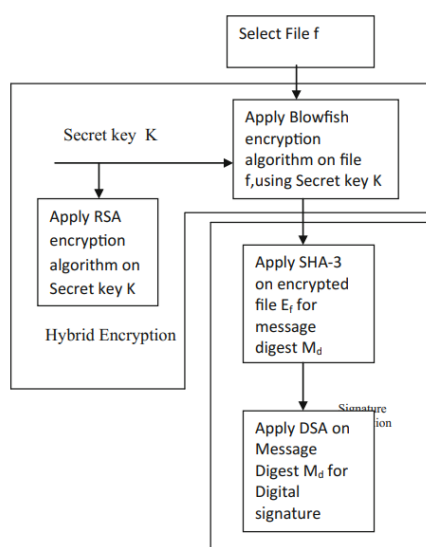 Select File f
Apply Blowfish
encryption
algorithm on file
f,using Secret key K
Secret key  K
Apply RSA
encryption
algorithm on
Secret key K
Hybrid Encryption
Apply SHA-3
on encrypted
file Ef for
message
digest Md
Signature
Apply DSA on
Message
Digest Md for
Digital
signature